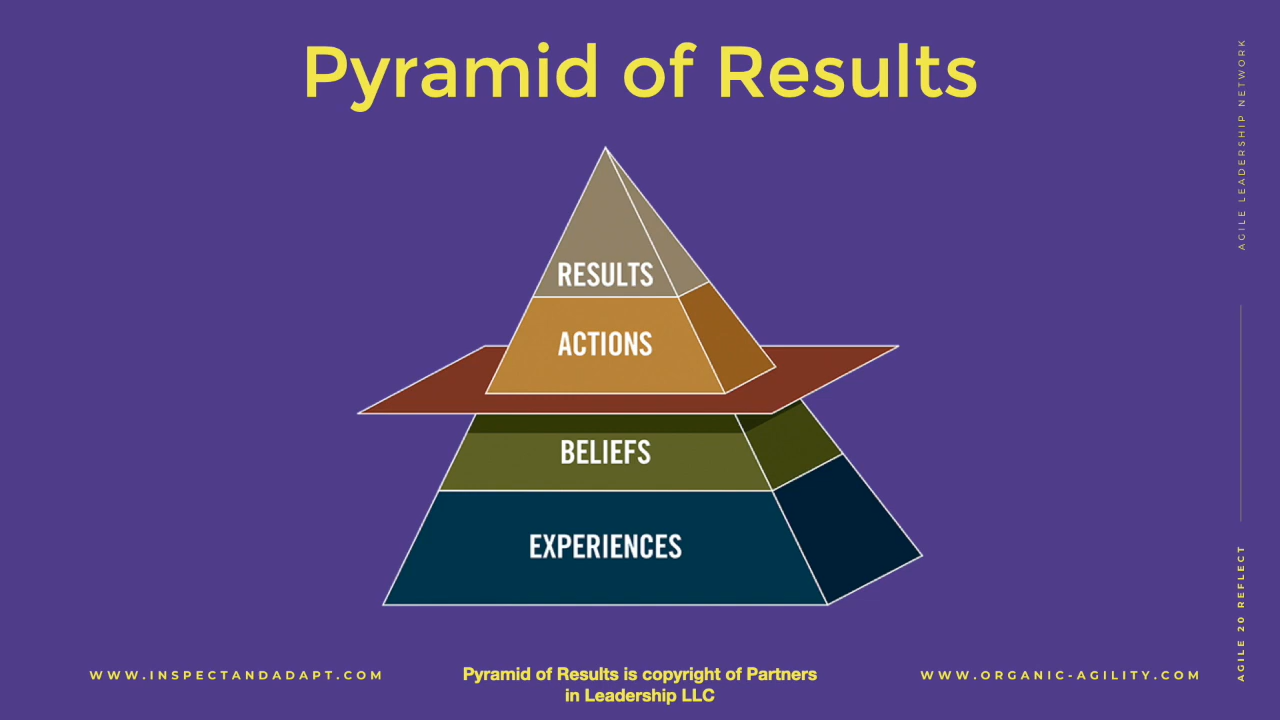 Pyramid of Results
RESULTS
ACTIONS
BELIEFS
EXPERIENCES
WWW.INSPECTANDADAPT.COM
Pyramid of Results is copyright of Partners
in Leadership LLC
WWW.ORGANIC-AGILITY.COM
AGILE LEADERSHIP NETWORK
AGILE 20 REFLECT